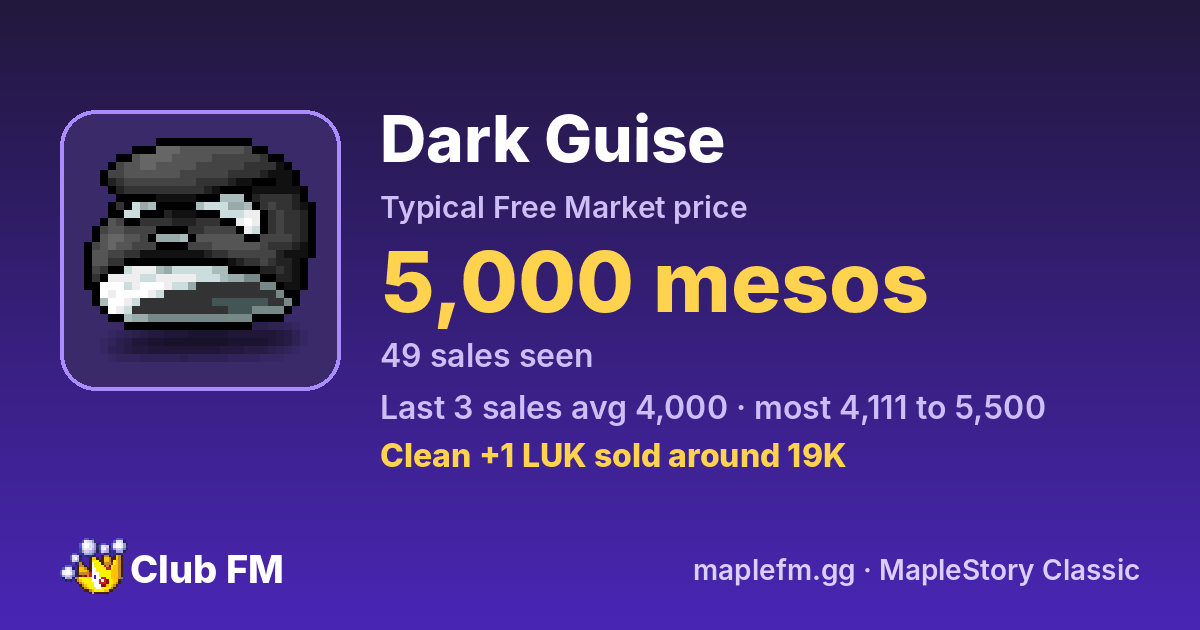 Dark Guise
Typical Free Market price
5,000 mesos
49 sales seen
Last 3 sales avg 4,000 · most 4,111 to 5,500
Clean +1 LUK sold around 19K
Club FM
maplefm.gg · MapleStory Classic